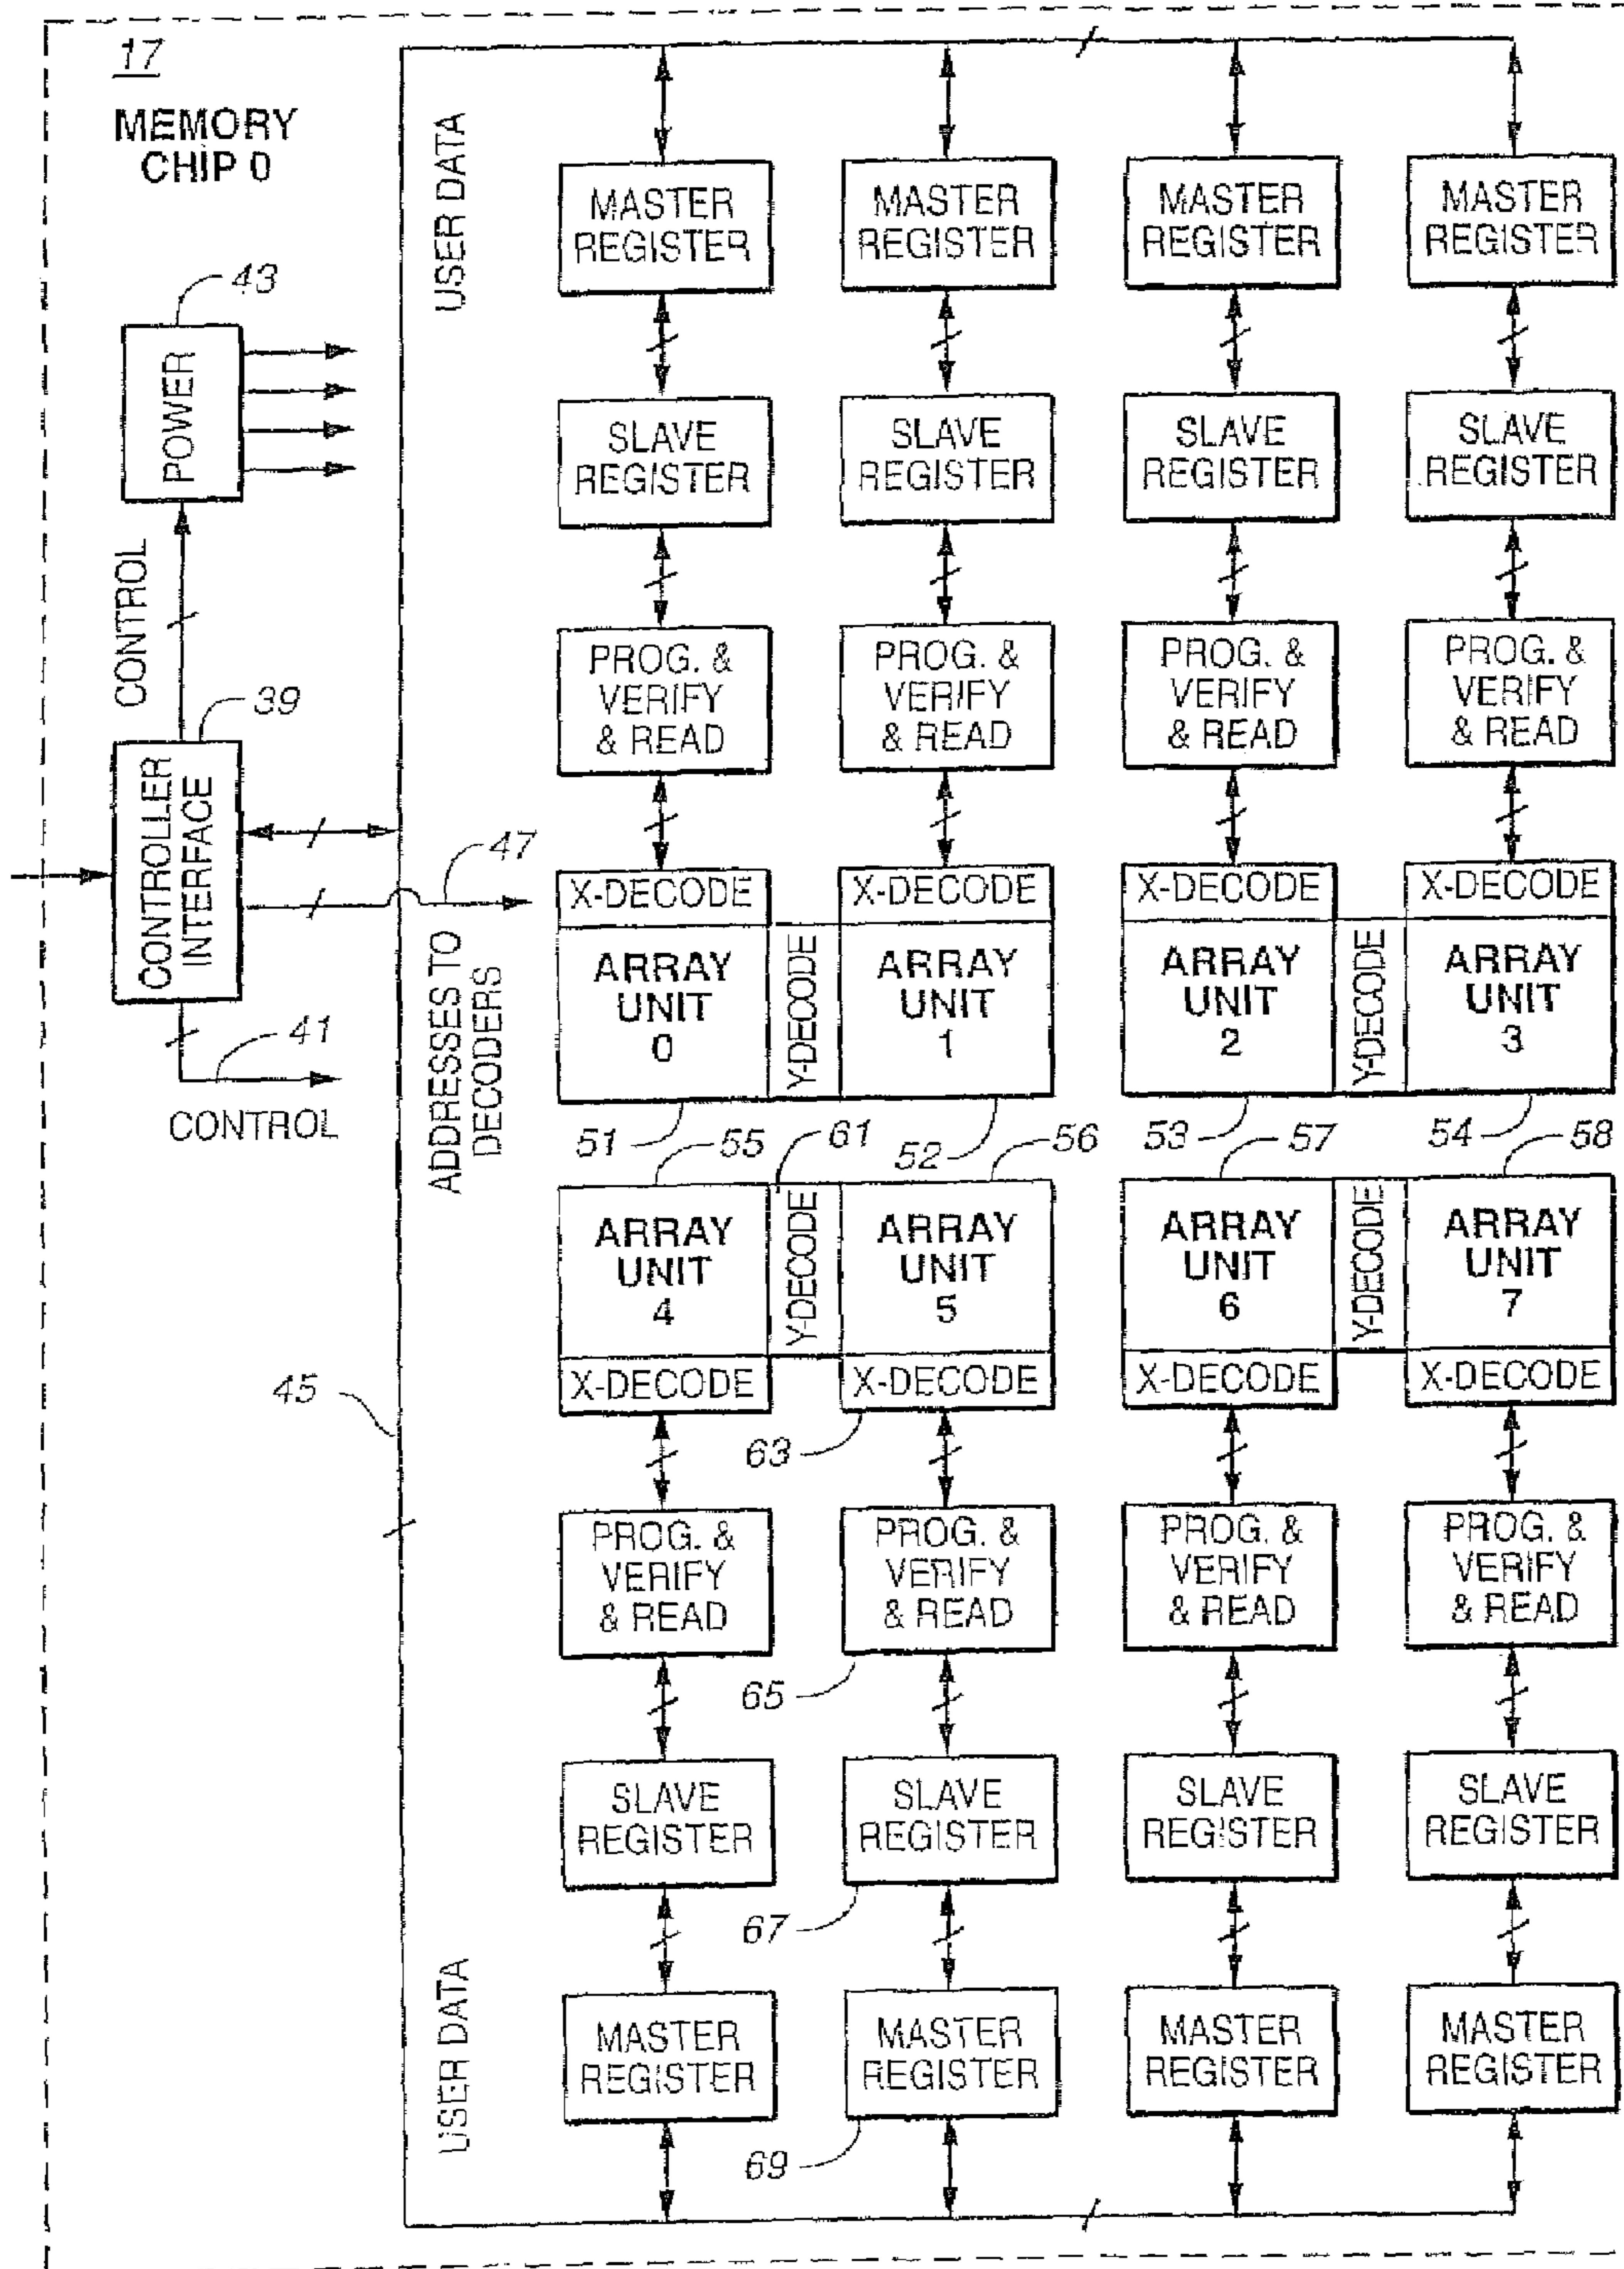 17
MEMORY
CHIP 0
43
POWER
CONTROL
39
CONTROLLER
INTERFACE
47
41
CONTROL
45
USER DATA
ADDRESSES TO
DECODERS
USER DATA
MASTER
REGISTER
MASTER
REGISTER
MASTER
REGISTER
MASTER
REGISTER
SLAVE
REGISTER
SLAVE
REGISTER
SLAVE
REGISTER
SLAVE
REGISTER
PROG. &
VERIFY
& READ
PROG. &
VERIFY
& READ
PROG. &
VERIFY
& READ
PROG. &
VERIFY
& READ
X-DECODE
X-DECODE
X-DECODE
X-DECODE
ARRAY
UNIT
0
Y-DECODE
ARRAY
UNIT
1
ARRAY
UNIT
2
Y-DECODE
ARRAY
UNIT
3
51
52
53
54
55
61
56
57
58
ARRAY
UNIT
4
Y-DECODE
ARRAY
UNIT
5
ARRAY
UNIT
6
Y-DECODE
ARRAY
UNIT
7
X-DECODE
X-DECODE
X-DECODE
X-DECODE
63
PROG. &
VERIFY
& READ
PROG. &
VERIFY
& READ
PROG. &
VERIFY
& READ
PROG. &
VERIFY
& READ
65
SLAVE
REGISTER
SLAVE
REGISTER
SLAVE
REGISTER
SLAVE
REGISTER
67
MASTER
REGISTER
MASTER
REGISTER
MASTER
REGISTER
MASTER
REGISTER
69